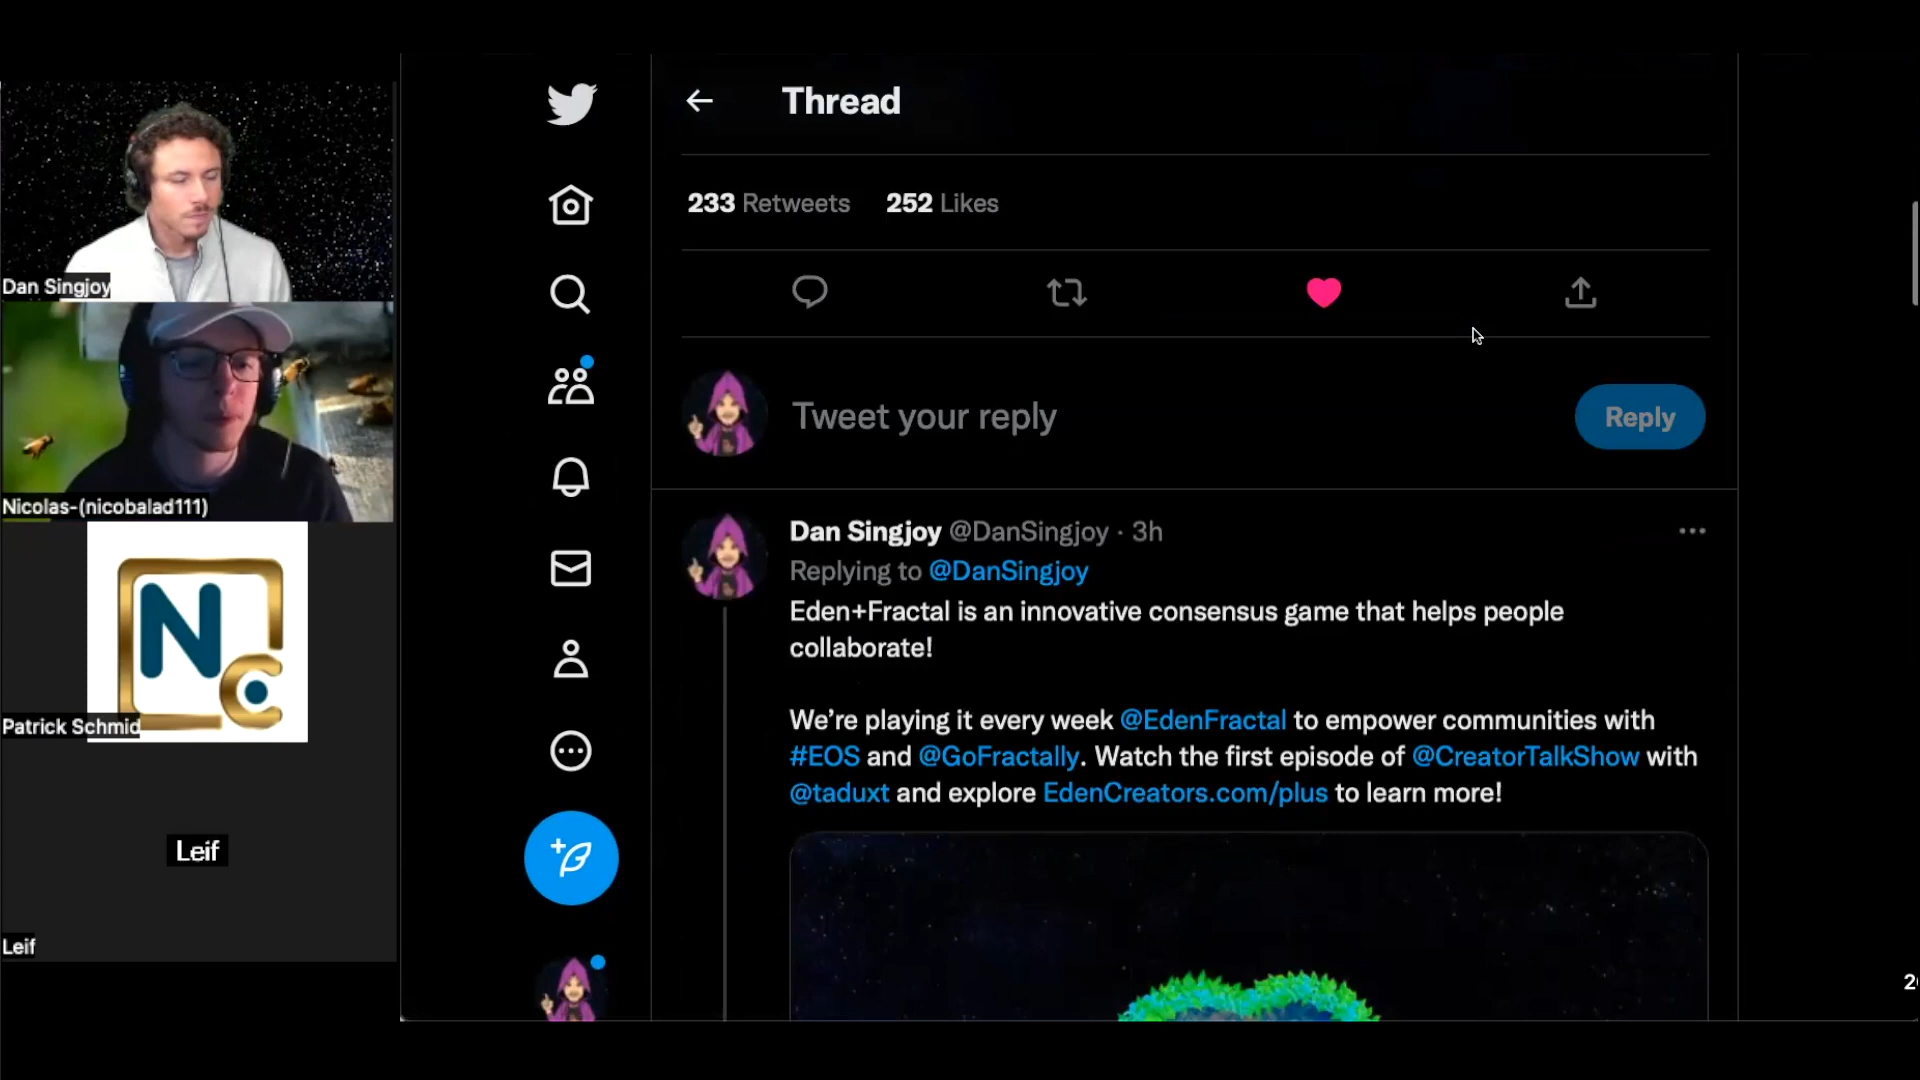 Dan Singjoy
Nicolas-(nicobalad111)
N
C
Patrick Schmid
Leif
Leif
Thread
233 Retweets 252 Likes
Tweet your reply
Reply
Dan Singjoy @DanSingjoy · 3h
Replying to @DanSingjoy
Eden+Fractal is an innovative consensus game that helps people
collaborate!
We’re playing it every week @EdenFractal to empower communities with
#EOS and @GoFractally. Watch the first episode of @CreatorTalkShow with
@taduxt and explore EdenCreators.com/plus to learn more!